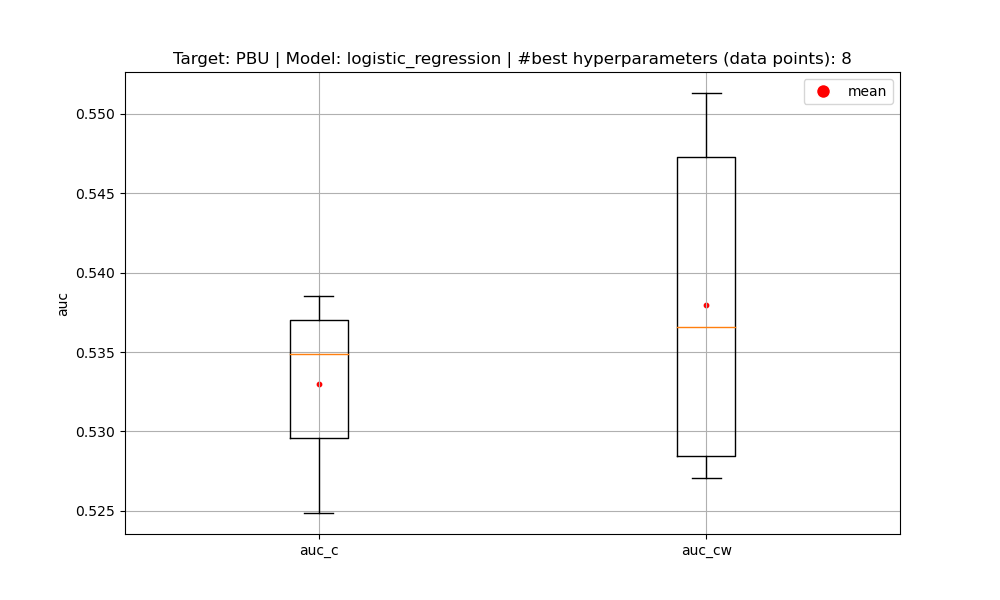 Target: PBU | Model: logistic_regression | #best hyperparameters (data points): 8
mean
0.550
0.545
0.540
0.535
0.530
0.525
auc
auc_c
auc_cw